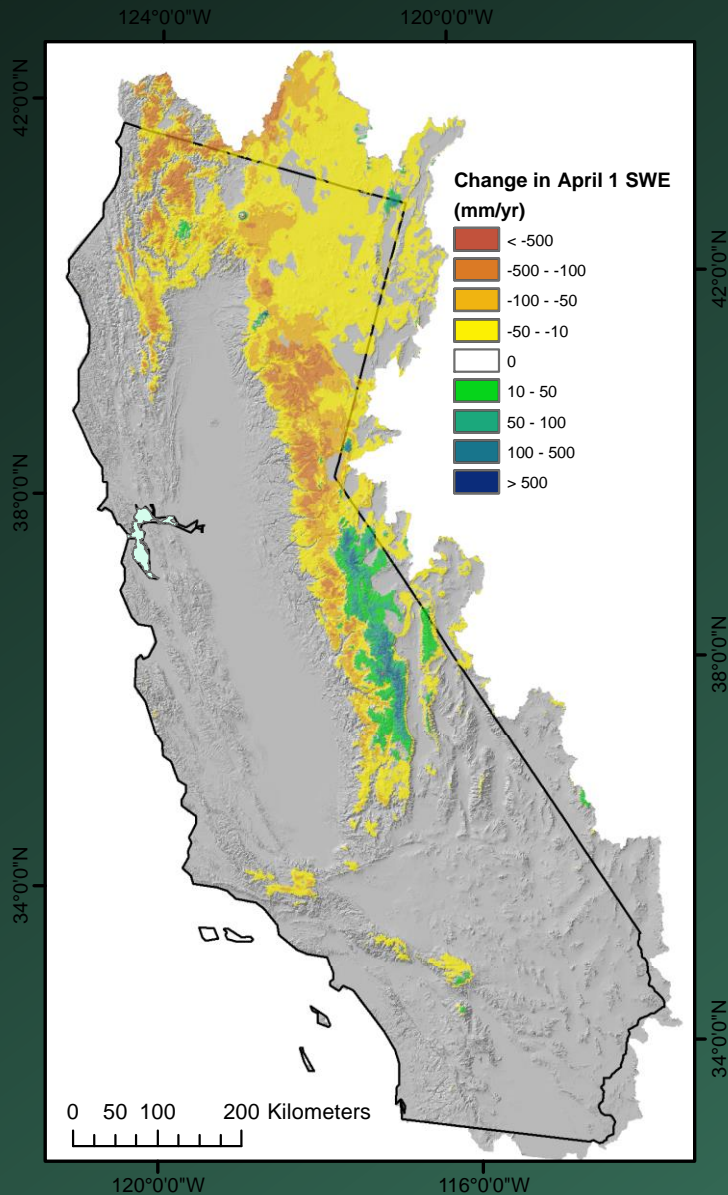 124°0'0"W 120°0'0"W
42°0'0"N
Change in April 1 SWE
(mm/yr)
< -500
-500 - -100
42°0'0"N
-100 - -50
-50 - -10
0
10 - 50
50 - 100
100 - 500
> 500
38°0'0"N
38°0'0"N
34°0'0"N
34°0'0"N
0 50 100 200 Kilometers
120°0'0"W 116°0'0"W